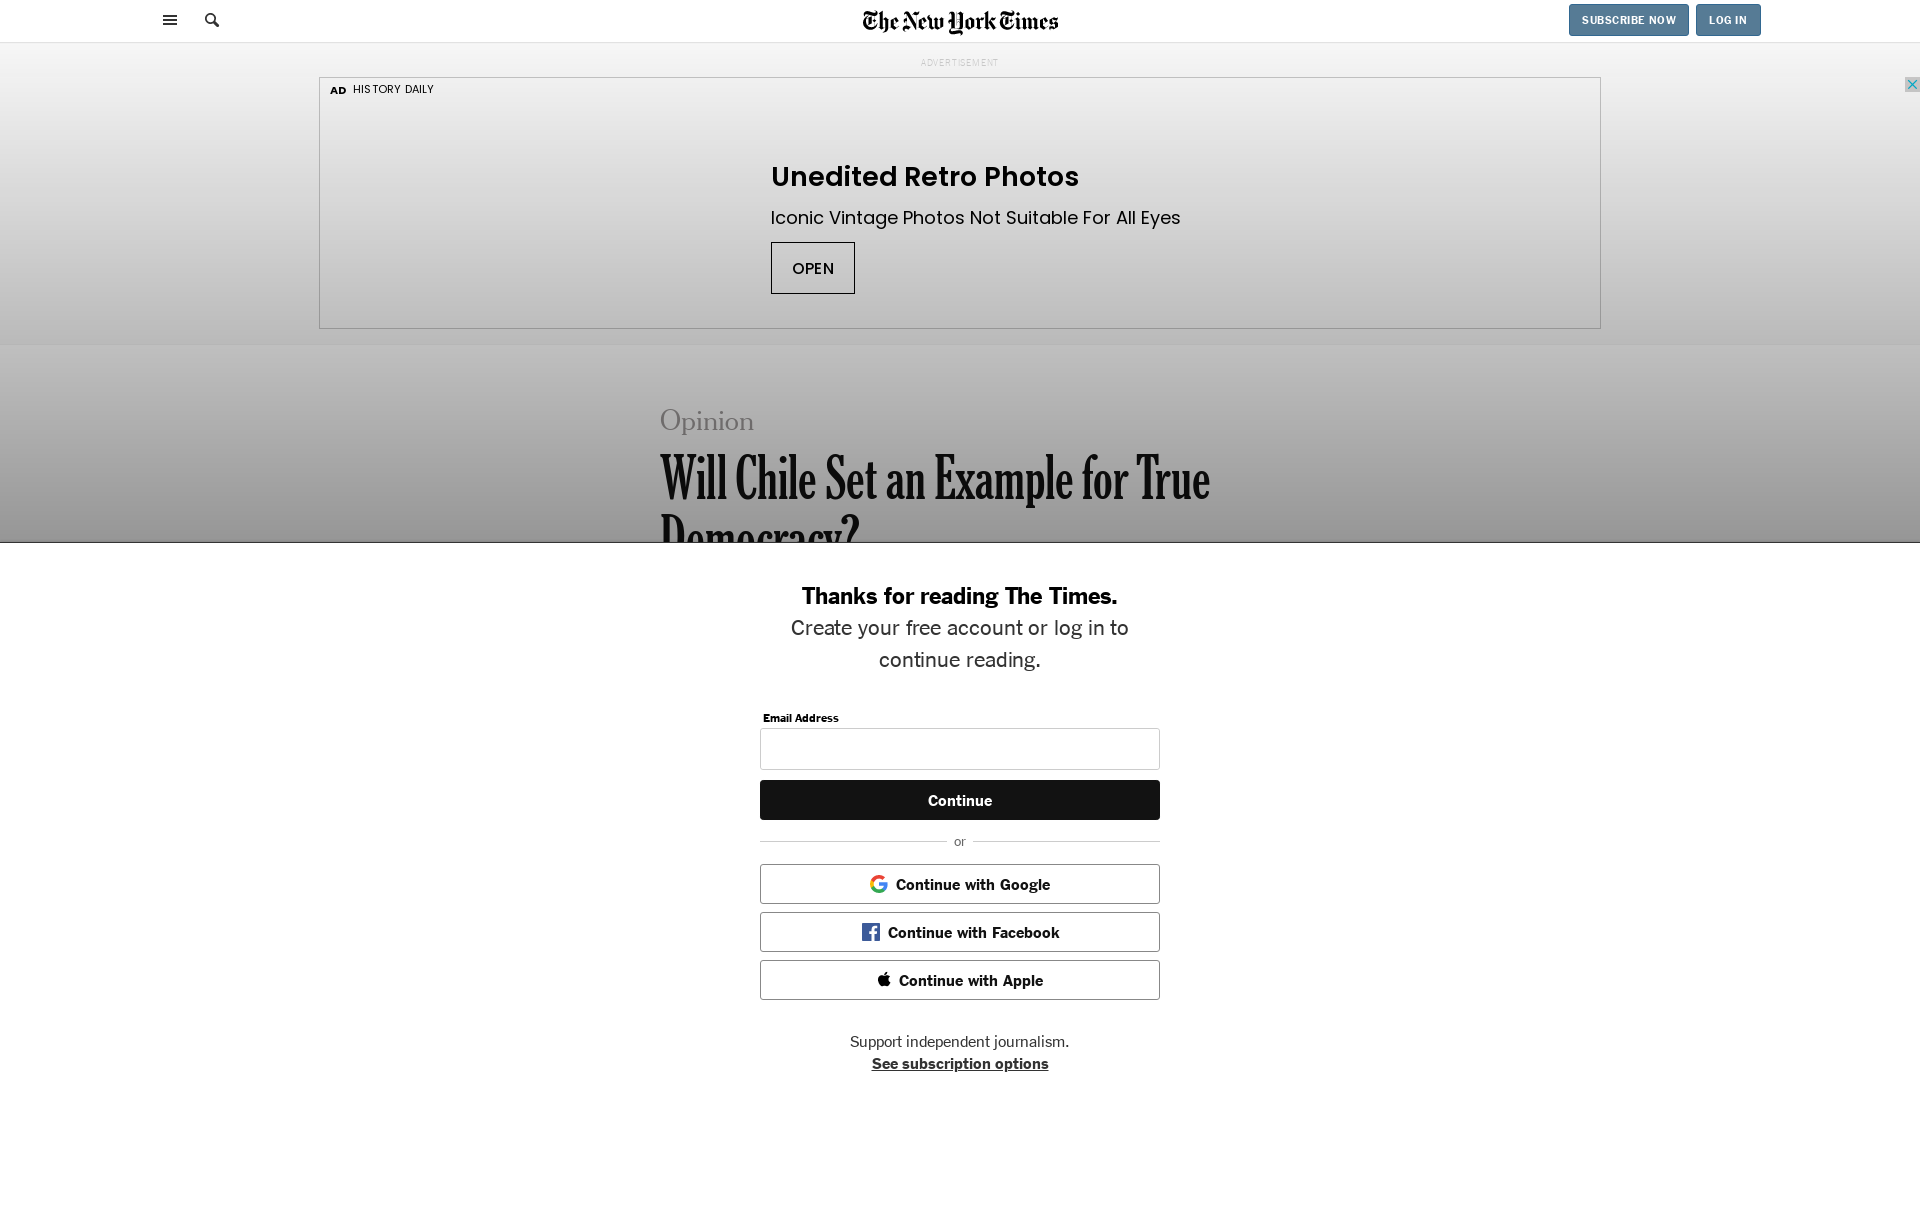 The New York Times
SUBSCRIBE NOW
LOG IN
ADVERTISEMENT
AD HISTORY DAILY
Unedited Retro Photos
Iconic Vintage Photos Not Suitable For All Eyes
OPEN
Opinion
Will Chile Set an Example for True
Democracy?
Thanks for reading The Times.
Create your free account or log in to
continue reading.
Email Address
Continue
or
Continue with Google
Continue with Facebook
Continue with Apple
Support independent journalism.
See subscription options